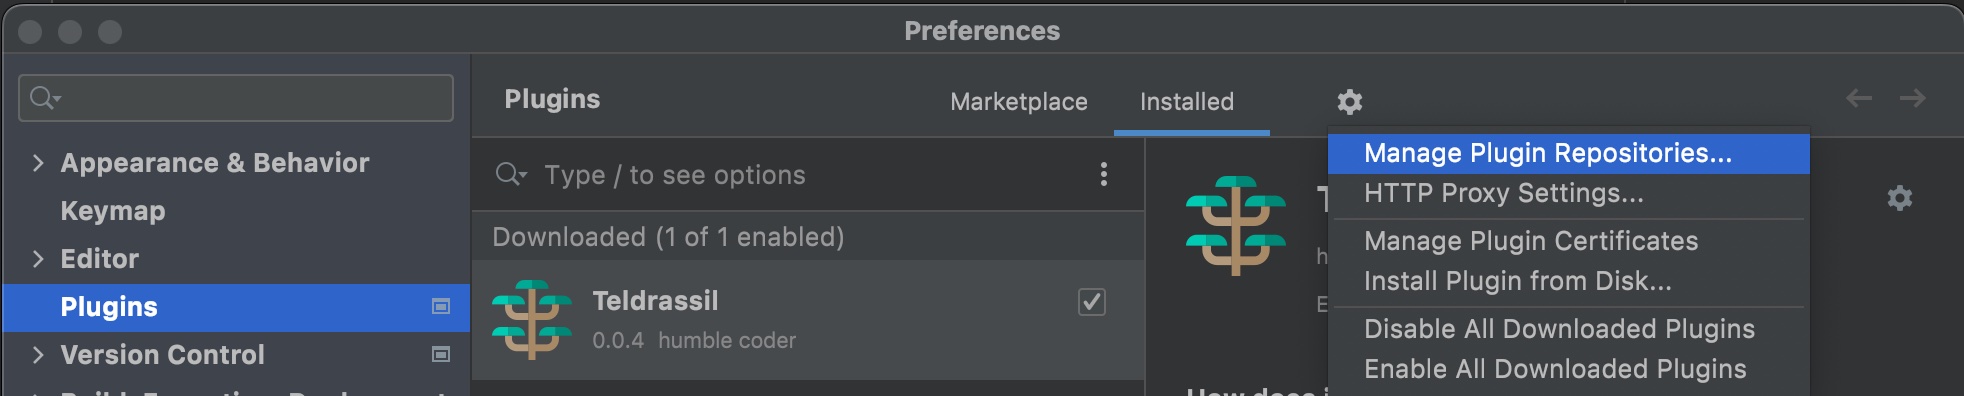 Preferences
Plugins
Marketplace
Installed
Appearance & Behavior
Keymap
Editor
Plugins
Version Control
Type / to see options
Downloaded (1 of 1 enabled)
Teldrassil
0.0.4 humble coder
Manage Plugin Repositories...
HTTP Proxy Settings...
Manage Plugin Certificates
Install Plugin from Disk...
Disable All Downloaded Plugins
Enable All Downloaded Plugins
How does